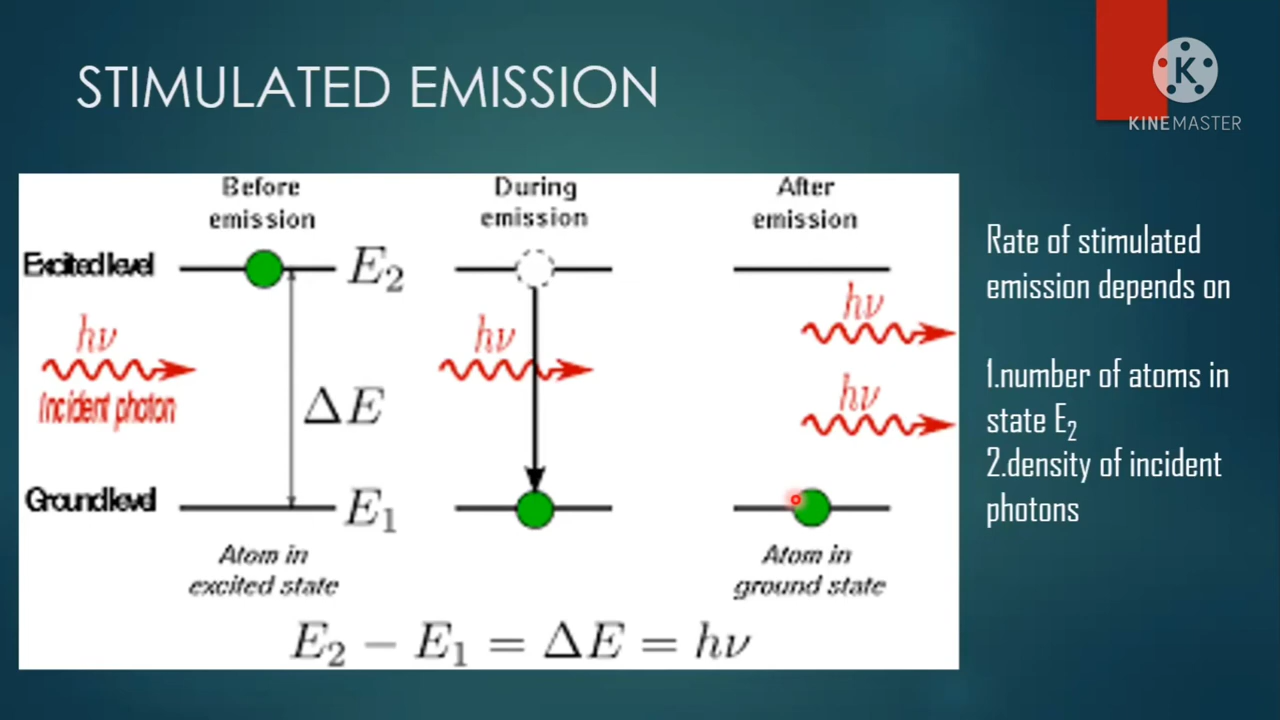 STIMULATED EMISSION
KINEMASTER
Before
emission
During
emission
After
emission
Excited level
E₂
hν
Incident photon
ΔE
hν
hν
hν
Ground level
E₁
Atom in
excited state
Atom in
ground state
E₂ − E₁ = ΔE = hν
Rate of stimulated
emission depends on
1.number of atoms in
state E₂
2.density of incident
photons